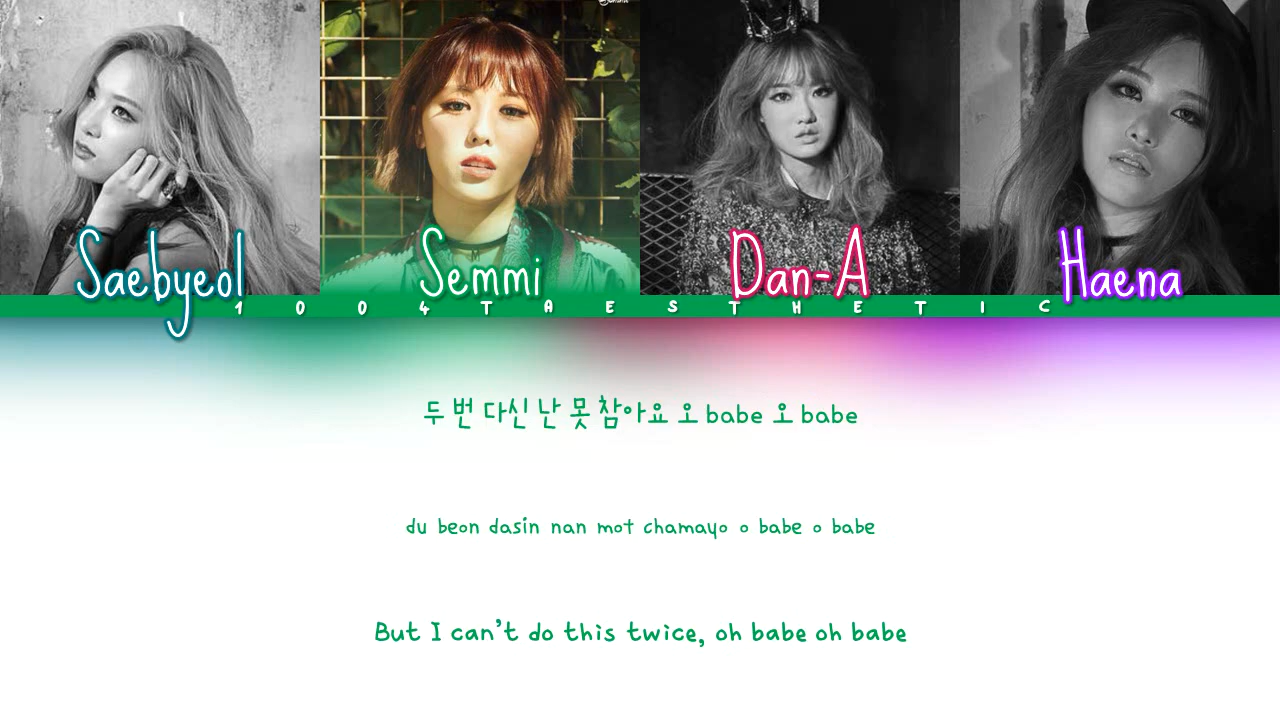 Saebyeol Semmi Dan-A Haena
1004TAESTHETIC
두 번 다신 난 못 참아요 오 babe 오 babe
du beon dasin nan mot chamayo o babe o babe
But I can't do this twice, oh babe oh babe